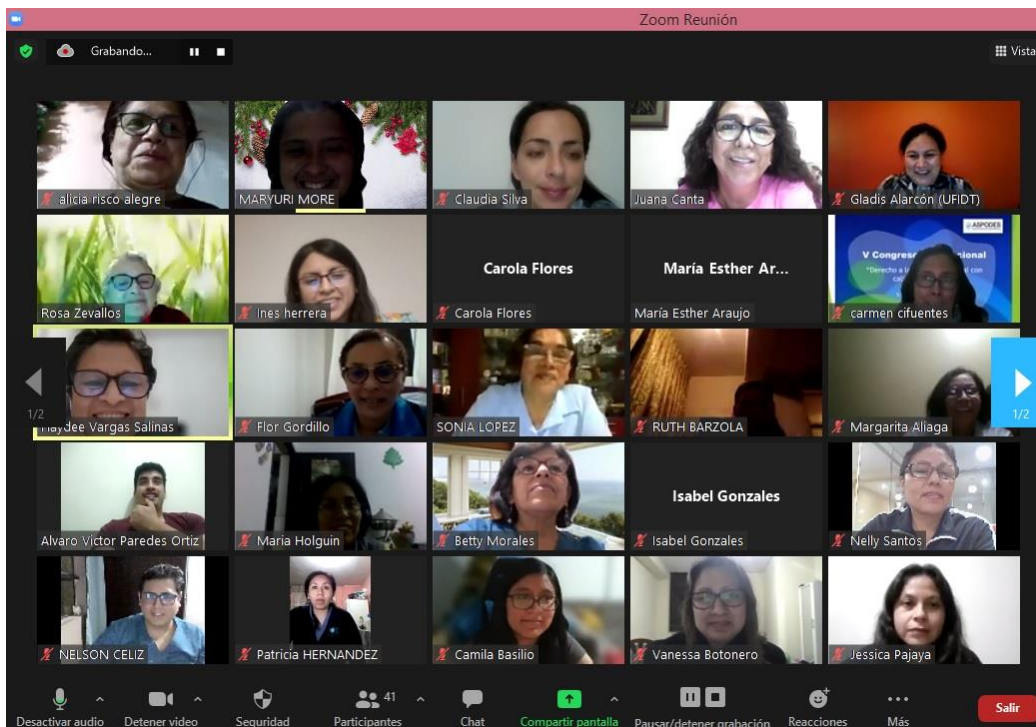 Zoom Reunión
Grabando...
Vista
alicia risco alegre
MARYURI MORE
Claudia Silva
Juana Canta
Gladis Alarcón (UFIDT)
Rosa Zevallos
Ines herrera
Carola Flores
Carola Flores
María Esther Ar...
María Esther Araujo
ASPODES
V Congres
cional
"Derecho a l
al con
cal
carmen cifuentes
1/2
Haydee Vargas Salinas
Flor Gordillo
SONIA LOPEZ
RUTH BARZOLA
Margarita Aliaga
1/2
Alvaro Victor Paredes Ortiz
Maria Holguin
Betty Morales
Isabel Gonzales
Isabel Gonzales
Nelly Santos
NELSON CELIZ
Patricia HERNANDEZ
Camila Basilio
Vanessa Botonero
Jessica Pajaya
41
Desactivar audio
Detener video
Seguridad
Participantes
Chat
Compartir pantalla
Pausar/detener grabación
Reacciones
Más
Salir